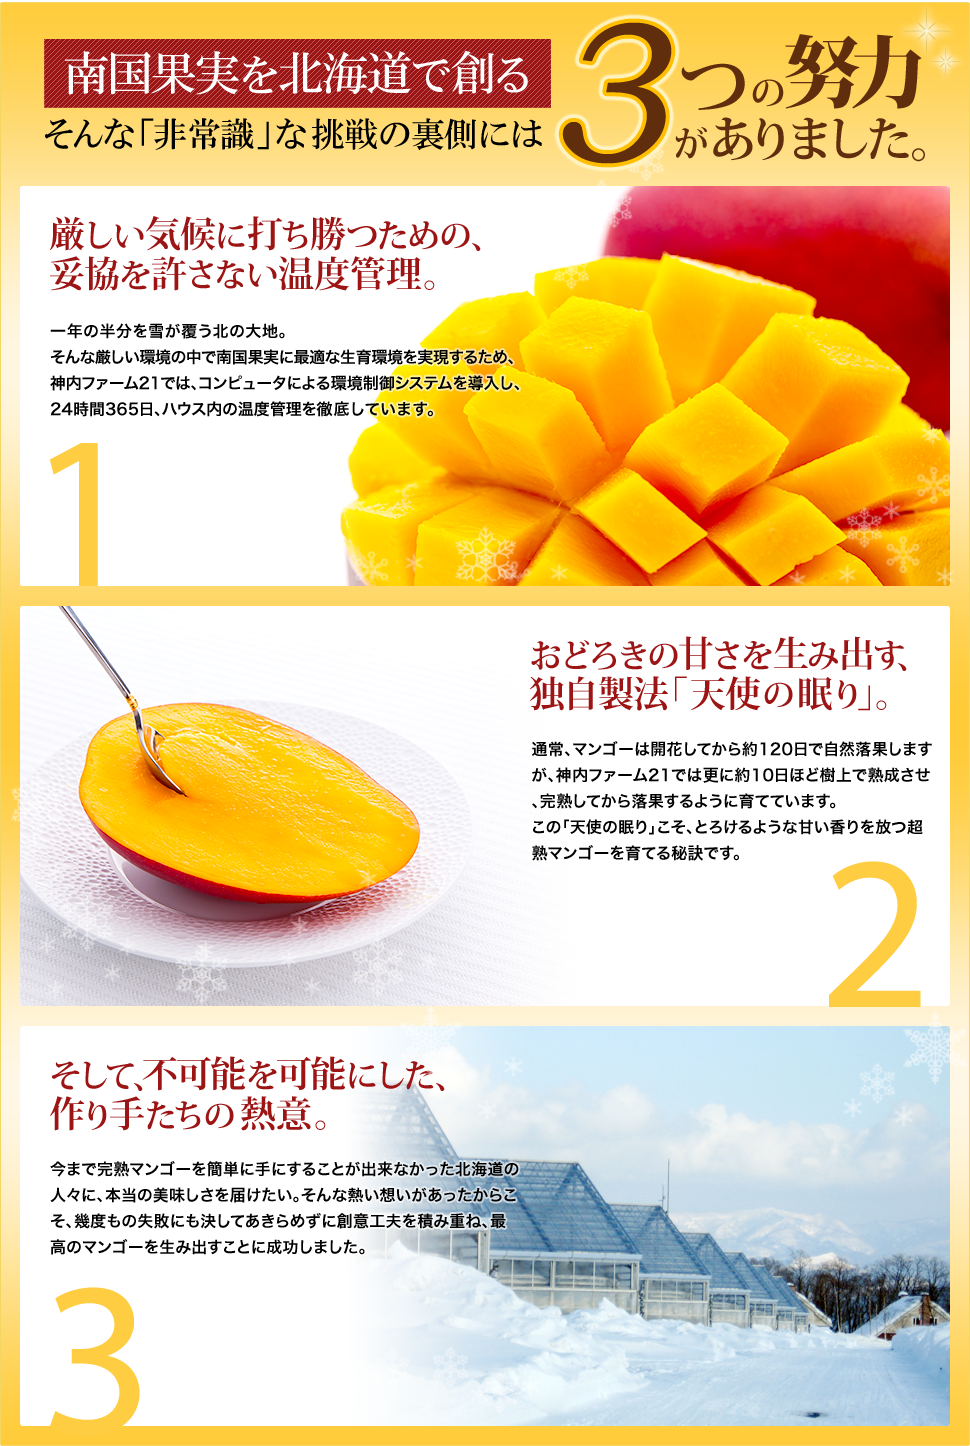 南国果実を北海道で創る
そんな「非常識」な挑戦の裏側には
3つの努力
がありました。
厳しい気候に打ち勝つための、
妥協を許さない温度管理。
一年の半分を雪が覆う北の大地。
そんな厳しい環境の中で南国果実に最適な生育環境を実現するため、
神内ファーム21では、コンピュータによる環境制御システムを導入し、
24時間365日、ハウス内の温度管理を徹底しています。
1
おどろきの甘さを生み出す、
独自製法「天使の眠り」。
通常、マンゴーは開花してから約120日で自然落果します
が、神内ファーム21では更に約10日ほど樹上で熟成させ
、完熟してから落果するように育てています。
この「天使の眠り」こそ、とろけるような甘い香りを放つ超
熟マンゴーを育てる秘訣です。
2
そして、不可能を可能にした、
作り手たちの熱意。
今まで完熟マンゴーを簡単に手にすることが出来なかった北海道の
人々に、本当の美味しさを届けたい。そんな熱い想いがあったからこ
そ、幾度もの失敗にも決してあきらめずに創意工夫を積み重ね、最
高のマンゴーを生み出すことに成功しました。
3